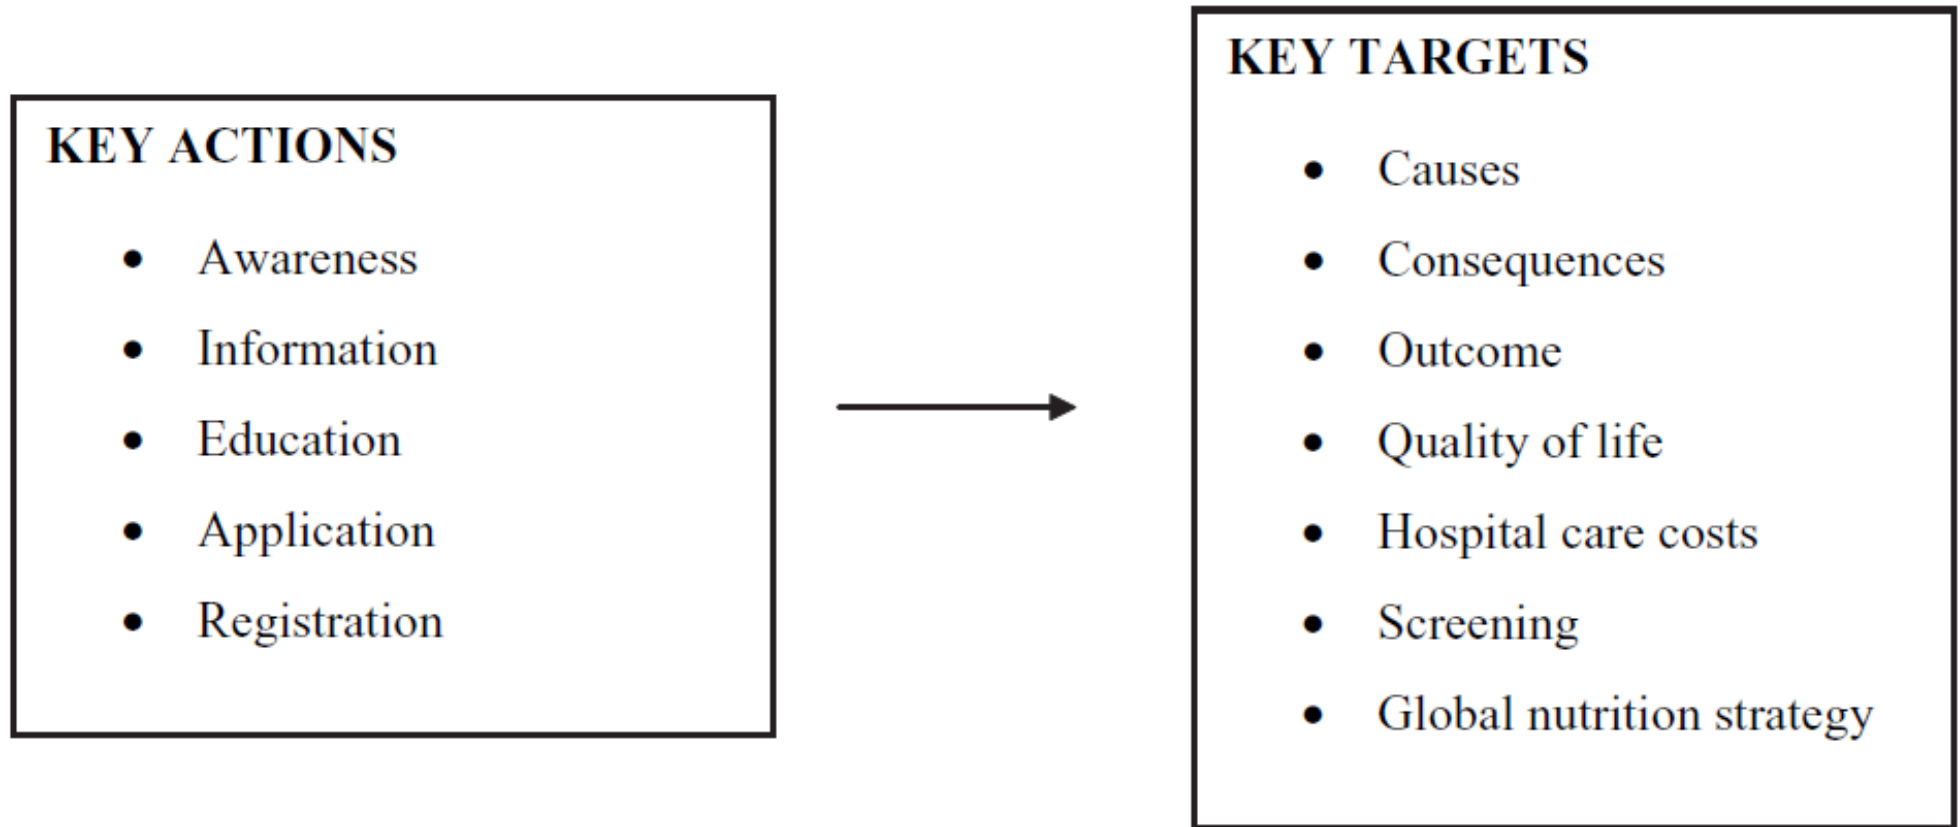 KEY ACTIONS
• Awareness
• Information
• Education
• Application
• Registration
KEY TARGETS
• Causes
• Consequences
• Outcome
• Quality of life
• Hospital care costs
• Screening
• Global nutrition strategy